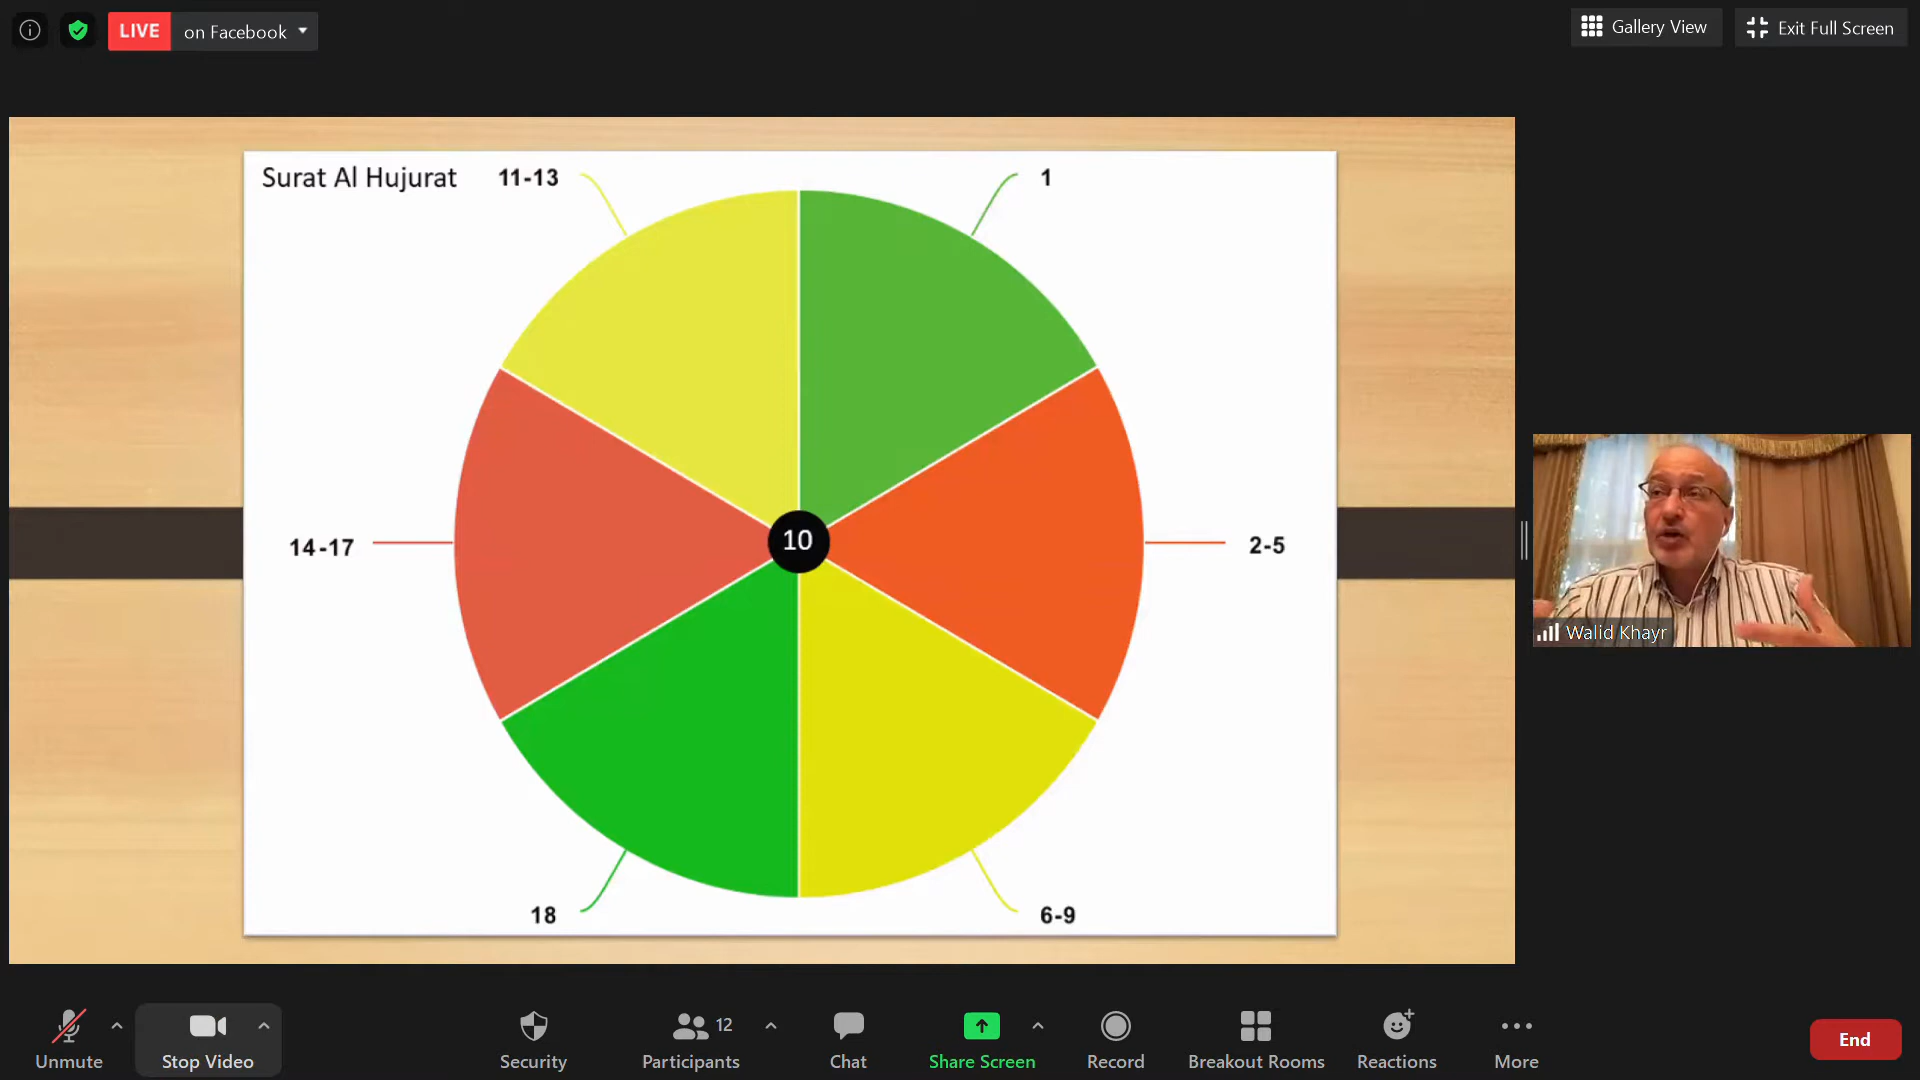 LIVE on Facebook
Gallery View
Exit Full Screen
Surat Al Hujurat
11-13
1
14-17
10
2-5
18
6-9
Walid Khayr
Unmute
Stop Video
Security
12
Participants
Chat
Share Screen
Record
Breakout Rooms
Reactions
More
End